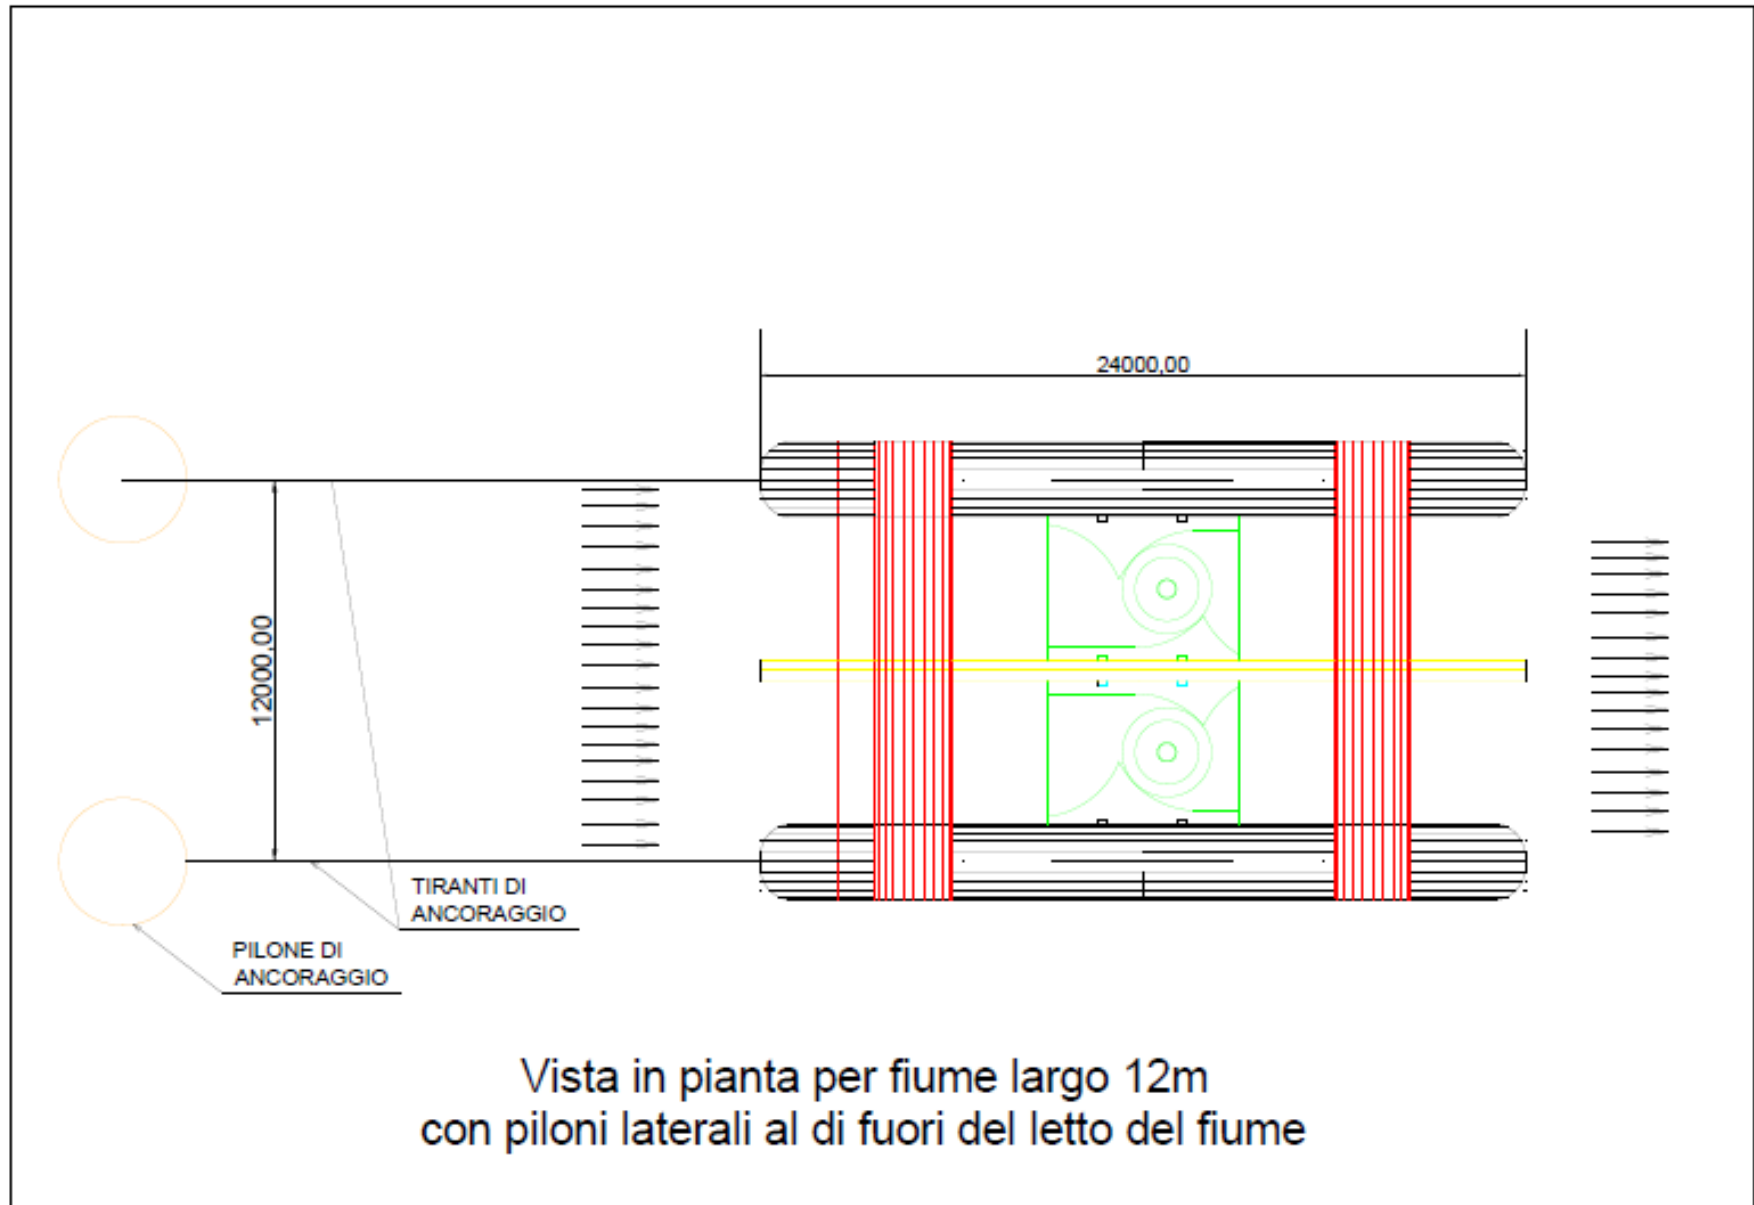 24000,00
12000,00
TIRANTI DI
ANCORAGGIO
PILONE DI
ANCORAGGIO
Vista in pianta per fiume largo 12m
con piloni laterali al di fuori del letto del fiume